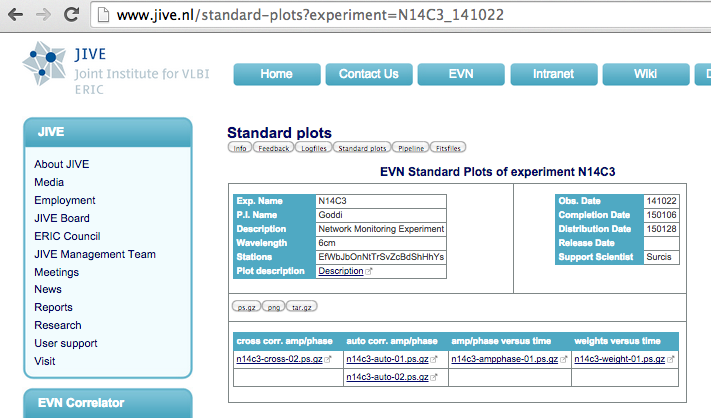 www.jive.nl/standard-plots?experiment=N14C3_141022
JIVE
Joint Institute for VLBI
ERIC
Home Contact Us EVN Intranet Wiki D
JIVE
About JIVE
Media
Employment
JIVE Board
ERIC Council
JIVE Management Team
Meetings
News
Reports
Research
User support
Visit
EVN Correlator
Standard plots
Info Feedback Logfiles Standard plots Pipeline Fitsfiles
EVN Standard Plots of experiment N14C3
Exp. Name N14C3
P.I. Name Goddi
Description Network Monitoring Experiment
Wavelength 6cm
Stations EfWbJbOnNtTrSvZcBdShHhYs
Plot description Description
Obs. Date 141022
Completion Date 150106
Distribution Date 150128
Release Date
Support Scientist Surcis
ps.gz png tar.gz
cross corr. amp/phase auto corr. amp/phase amp/phase versus time weights versus time
n14c3-cross-02.ps.gz n14c3-auto-01.ps.gz n14c3-ampphase-01.ps.gz n14c3-weight-01.ps.gz
n14c3-auto-02.ps.gz